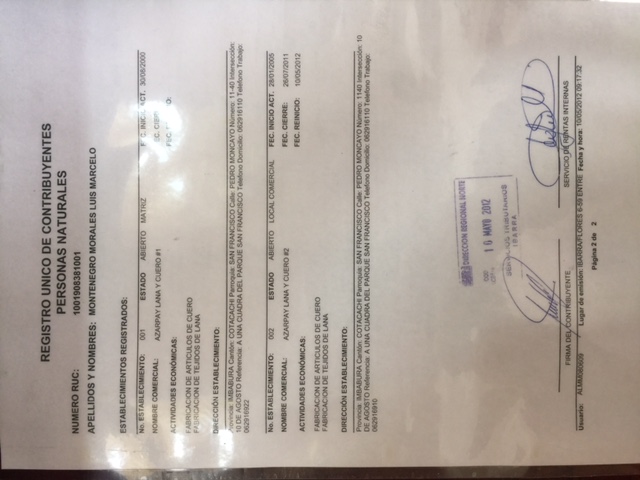 REGISTRO UNICO DE CONTRIBUYENTES
PERSONAS NATURALES
NUMERO RUC: 1001908381001
APELLIDOS Y NOMBRES: MONTENEGRO MORALES LUIS MARCELO
ESTABLECIMIENTOS REGISTRADOS:
No. ESTABLECIMIENTO: 001 ESTADO ABIERTO MATRIZ FEC. INICIO ACT. 30/06/2000
NOMBRE COMERCIAL: AZARPAY LANA Y CUERO #1 FEC. CIERRE:
FEC.
ACTIVIDADES ECONÓMICAS:
FABRICACION DE ARTICULOS DE CUERO
FABRICACION DE TEJIDOS DE LANA
DIRECCIÓN ESTABLECIMIENTO:
Provincia: IMBABURA Cantón: COTACACHI Parroquia: SAN FRANCISCO Calle: PEDRO MONCAYO Número: 11-40 Intersección:
10 DE AGOSTO Referencia: A UNA CUADRA DEL PARQUE SAN FRANCISCO Telefono Domicilio: 062916110 Telefono Trabajo:
062916922
No. ESTABLECIMIENTO: 002 ESTADO ABIERTO LOCAL COMERCIAL FEC. INICIO ACT. 28/01/2005
NOMBRE COMERCIAL: AZARPAY LANA Y CUERO #2 FEC. CIERRE: 26/07/2011
FEC. REINICIO: 10/05/2012
ACTIVIDADES ECONÓMICAS:
FABRICACION DE ARTICULOS DE CUERO
FABRICACION DE TEJIDOS DE LANA
DIRECCIÓN ESTABLECIMIENTO:
Provincia: IMBABURA Cantón: COTACACHI Parroquia: SAN FRANCISCO Calle: PEDRO MONCAYO Número: 1140 Intersección: 10
DE AGOSTO Referencia: A UNA CUADRA DEL PARQUE SAN FRANCISCO Telefono Domicilio: 062916110 Telefono Trabajo:
062916910
DIRECCION REGIONAL NORTE
10 MAYO 2012
SERVICIOS TRIBUTARIOS
IBARRA
FIRMA DEL CONTRIBUYENTE SERVICIO DE RENTAS INTERNAS
Usuario: ALMM080609 Lugar de emisión: IBARRA/FLORES 6-59 ENTRE Fecha y hora: 10/05/2012 09:17:32
Página 2 de 2